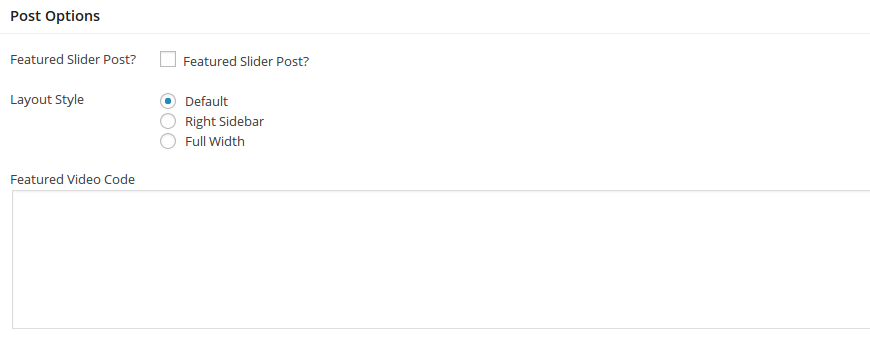 Post Options
Featured Slider Post? Featured Slider Post?
Layout Style Default
Right Sidebar
Full Width
Featured Video Code